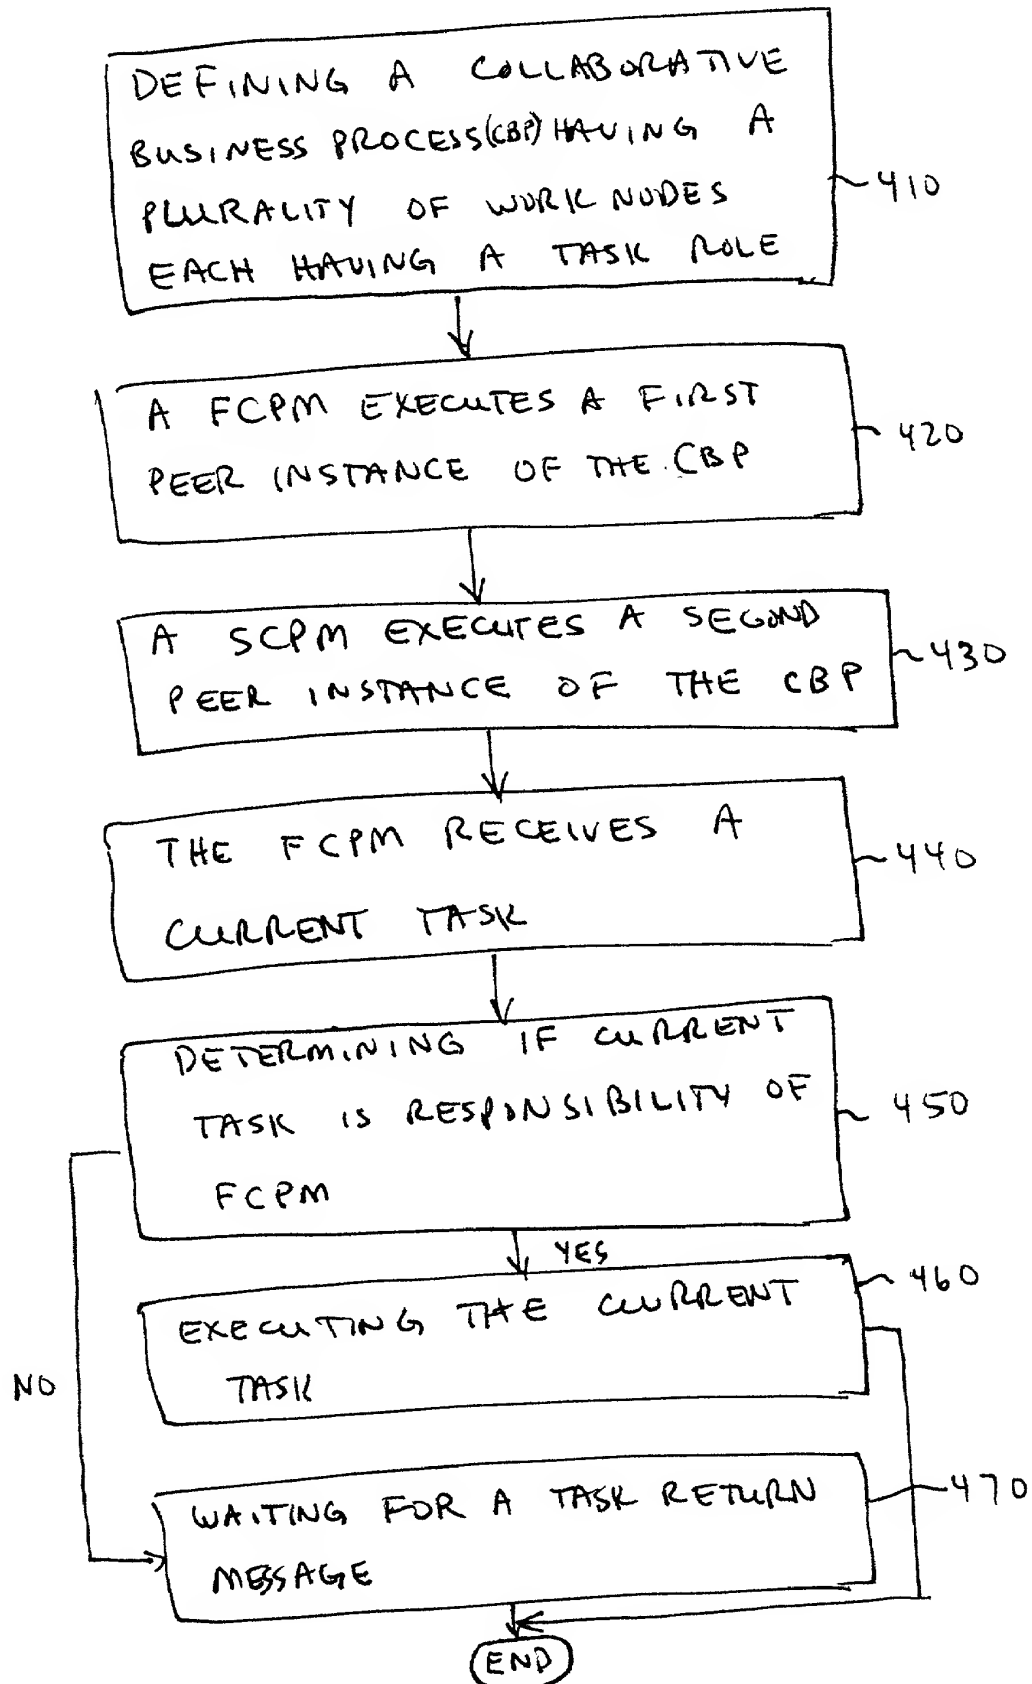 DEFINING A COLLABORATIVE
BUSINESS PROCESS (CBP) HAVING A
PLURALITY OF WORK NODES
EACH HAVING A TASK ROLE
410
A FCPM EXECUTES A FIRST
PEER INSTANCE OF THE CBP
420
A SCPM EXECUTES A SECOND
PEER INSTANCE OF THE CBP
430
THE FCPM RECEIVES A
CURRENT TASK
440
DETERMINING IF CURRENT
TASK IS RESPONSIBILITY OF
FCPM
450
YES
EXECUTING THE CURRENT
TASK
460
NO
WAITING FOR A TASK RETURN
MESSAGE
470
END